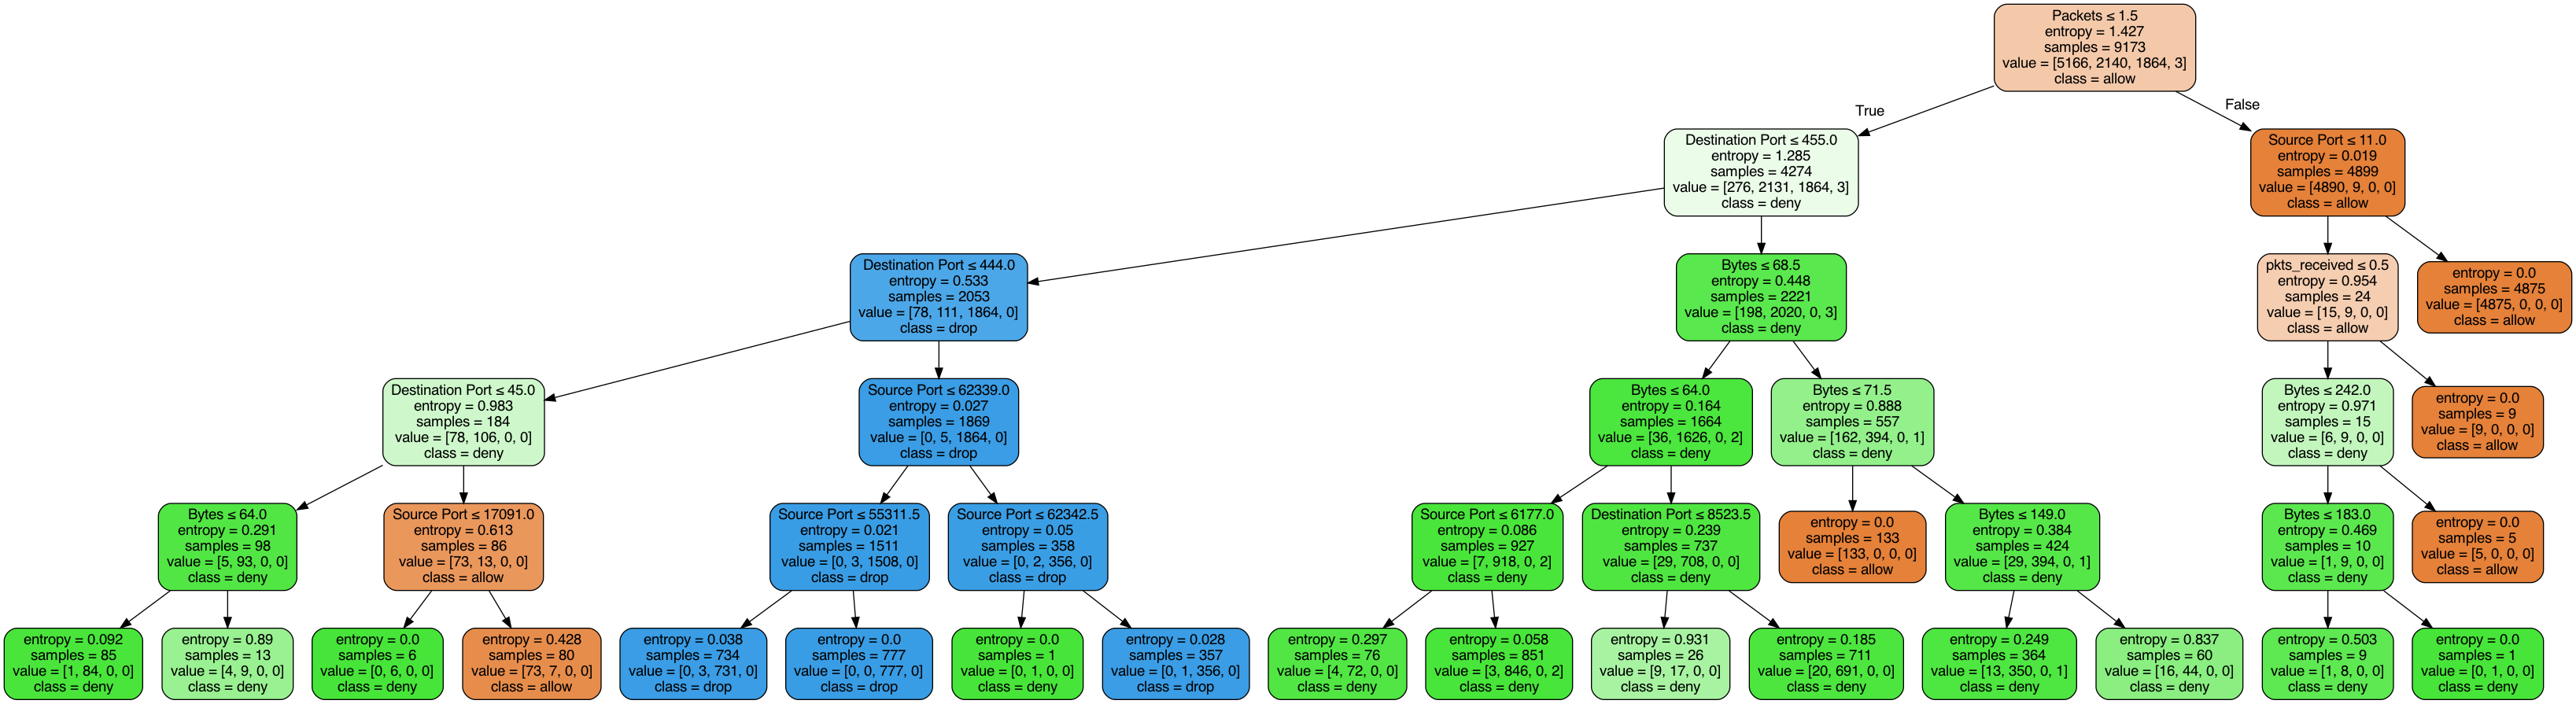 Packets ≤ 1.5
entropy = 1.427
samples = 9173
value = [5166, 2140, 1864, 3]
class = allow
True
False
Destination Port ≤ 455.0
entropy = 1.285
samples = 4274
value = [276, 2131, 1864, 3]
class = deny
Source Port ≤ 11.0
entropy = 0.019
samples = 4899
value = [4890, 9, 0, 0]
class = allow
Destination Port ≤ 444.0
entropy = 0.533
samples = 2053
value = [78, 111, 1864, 0]
class = drop
Bytes ≤ 68.5
entropy = 0.448
samples = 2221
value = [198, 2020, 0, 3]
class = deny
pkts_received ≤ 0.5
entropy = 0.954
samples = 24
value = [15, 9, 0, 0]
class = allow
entropy = 0.0
samples = 4875
value = [4875, 0, 0, 0]
class = allow
Destination Port ≤ 45.0
entropy = 0.983
samples = 184
value = [78, 106, 0, 0]
class = deny
Source Port ≤ 62339.0
entropy = 0.027
samples = 1869
value = [0, 5, 1864, 0]
class = drop
Bytes ≤ 64.0
entropy = 0.164
samples = 1664
value = [36, 1626, 0, 2]
class = deny
Bytes ≤ 71.5
entropy = 0.888
samples = 557
value = [162, 394, 0, 1]
class = deny
Bytes ≤ 242.0
entropy = 0.971
samples = 15
value = [6, 9, 0, 0]
class = deny
entropy = 0.0
samples = 9
value = [9, 0, 0, 0]
class = allow
Bytes ≤ 64.0
entropy = 0.291
samples = 98
value = [5, 93, 0, 0]
class = deny
Source Port ≤ 17091.0
entropy = 0.613
samples = 86
value = [73, 13, 0, 0]
class = allow
Source Port ≤ 55311.5
entropy = 0.021
samples = 1511
value = [0, 3, 1508, 0]
class = drop
Source Port ≤ 62342.5
entropy = 0.05
samples = 358
value = [0, 2, 356, 0]
class = drop
Source Port ≤ 6177.0
entropy = 0.086
samples = 927
value = [7, 918, 0, 2]
class = deny
Destination Port ≤ 8523.5
entropy = 0.239
samples = 737
value = [29, 708, 0, 0]
class = deny
entropy = 0.0
samples = 133
value = [133, 0, 0, 0]
class = allow
Bytes ≤ 149.0
entropy = 0.384
samples = 424
value = [29, 394, 0, 1]
class = deny
Bytes ≤ 183.0
entropy = 0.469
samples = 10
value = [1, 9, 0, 0]
class = deny
entropy = 0.0
samples = 5
value = [5, 0, 0, 0]
class = allow
entropy = 0.092
samples = 85
value = [1, 84, 0, 0]
class = deny
entropy = 0.89
samples = 13
value = [4, 9, 0, 0]
class = deny
entropy = 0.0
samples = 6
value = [0, 6, 0, 0]
class = deny
entropy = 0.428
samples = 80
value = [73, 7, 0, 0]
class = allow
entropy = 0.038
samples = 734
value = [0, 3, 731, 0]
class = drop
entropy = 0.0
samples = 777
value = [0, 0, 777, 0]
class = drop
entropy = 0.0
samples = 1
value = [0, 1, 0, 0]
class = deny
entropy = 0.028
samples = 357
value = [0, 1, 356, 0]
class = drop
entropy = 0.297
samples = 76
value = [4, 72, 0, 0]
class = deny
entropy = 0.058
samples = 851
value = [3, 846, 0, 2]
class = deny
entropy = 0.931
samples = 26
value = [9, 17, 0, 0]
class = deny
entropy = 0.185
samples = 711
value = [20, 691, 0, 0]
class = deny
entropy = 0.249
samples = 364
value = [13, 350, 0, 1]
class = deny
entropy = 0.837
samples = 60
value = [16, 44, 0, 0]
class = deny
entropy = 0.503
samples = 9
value = [1, 8, 0, 0]
class = deny
entropy = 0.0
samples = 1
value = [0, 1, 0, 0]
class = deny